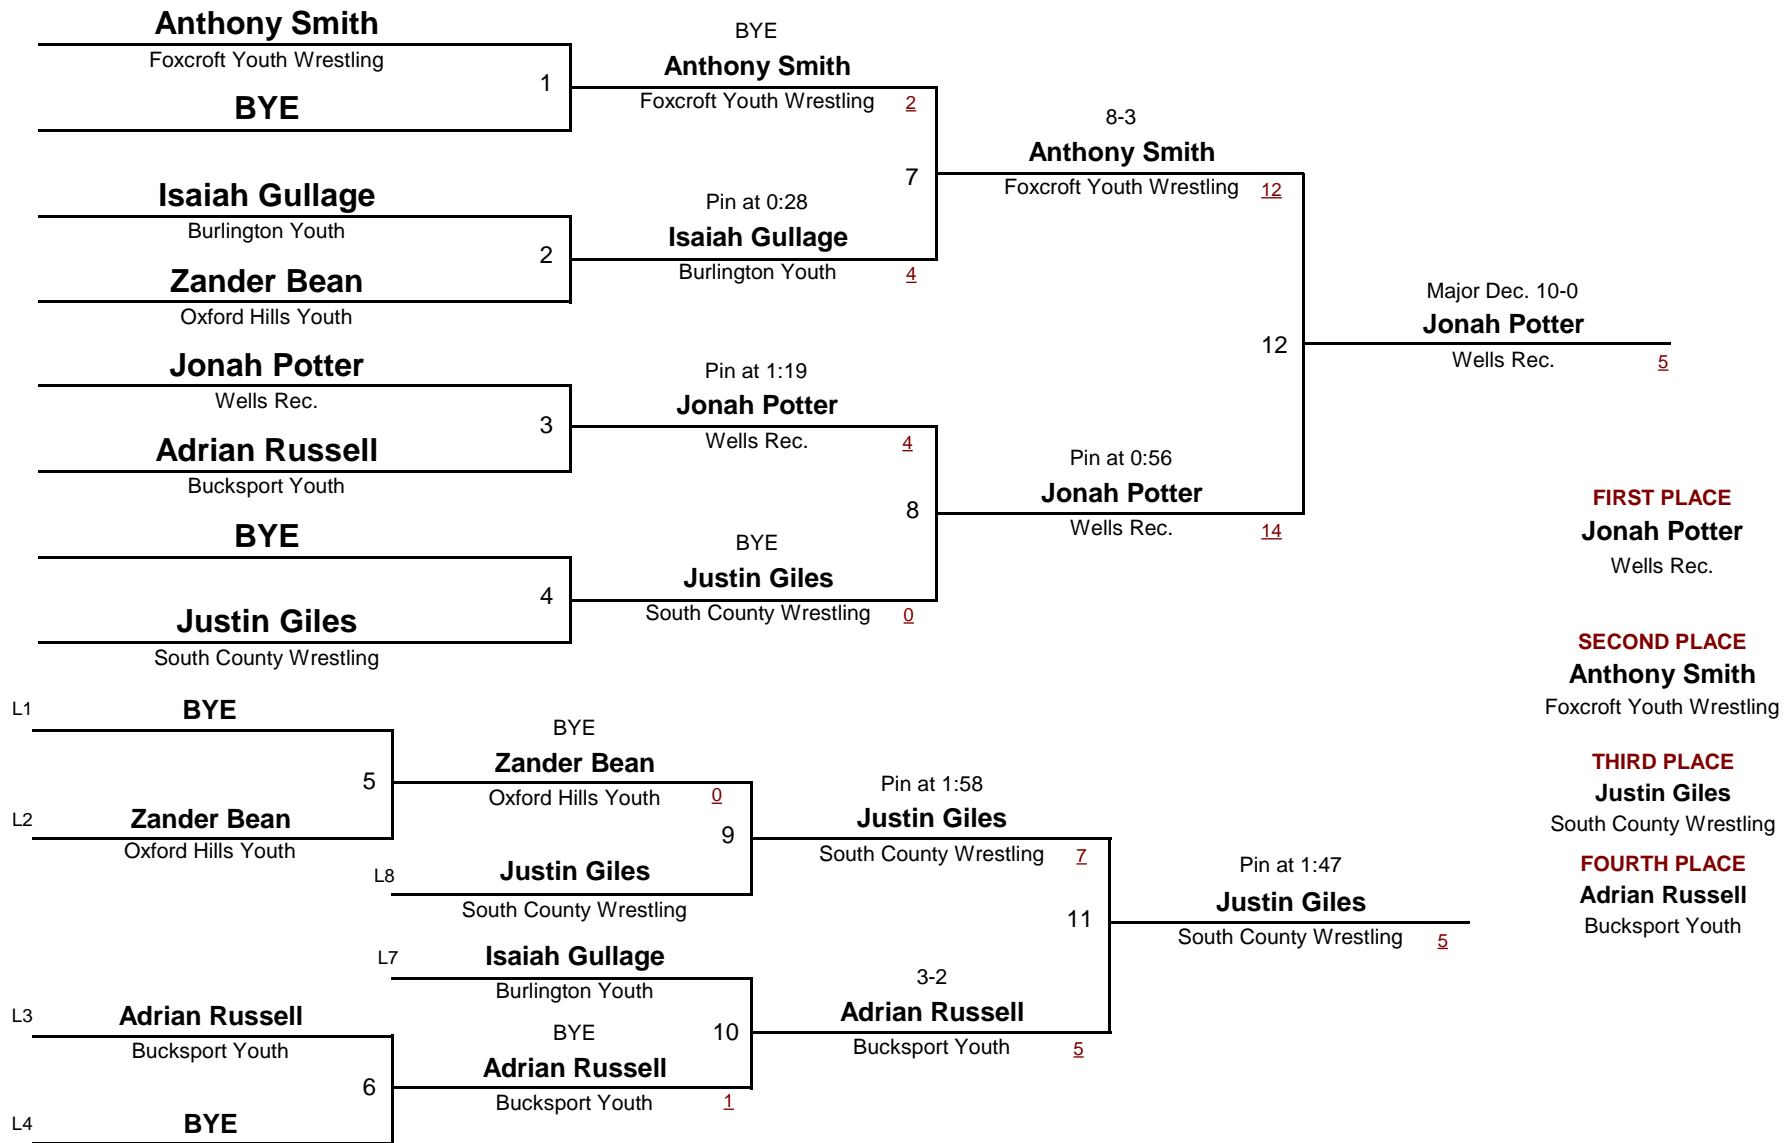 Anthony Smith
Foxcroft Youth Wrestling
1
BYE
BYE
Anthony Smith
Foxcroft Youth Wrestling 2
7
Isaiah Gullage
Burlington Youth
2
Zander Bean
Oxford Hills Youth
Pin at 0:28
Isaiah Gullage
Burlington Youth 4
8-3
Anthony Smith
Foxcroft Youth Wrestling 12
12
Jonah Potter
Wells Rec.
3
Adrian Russell
Bucksport Youth
Pin at 1:19
Jonah Potter
Wells Rec. 4
8
BYE
4
Justin Giles
South County Wrestling
BYE
Justin Giles
South County Wrestling 0
Pin at 0:56
Jonah Potter
Wells Rec. 14
Major Dec. 10-0
Jonah Potter
Wells Rec. 5
FIRST PLACE
Jonah Potter
Wells Rec.
SECOND PLACE
Anthony Smith
Foxcroft Youth Wrestling
THIRD PLACE
Justin Giles
South County Wrestling
FOURTH PLACE
Adrian Russell
Bucksport Youth
L1 BYE
5
L2 Zander Bean
Oxford Hills Youth
BYE
Zander Bean
Oxford Hills Youth 0
9
L8 Justin Giles
South County Wrestling
Pin at 1:58
Justin Giles
South County Wrestling 7
11
L7 Isaiah Gullage
Burlington Youth
10
L3 Adrian Russell
Bucksport Youth
6
L4 BYE
BYE
Adrian Russell
Bucksport Youth 1
3-2
Adrian Russell
Bucksport Youth 5
Pin at 1:47
Justin Giles
South County Wrestling 5